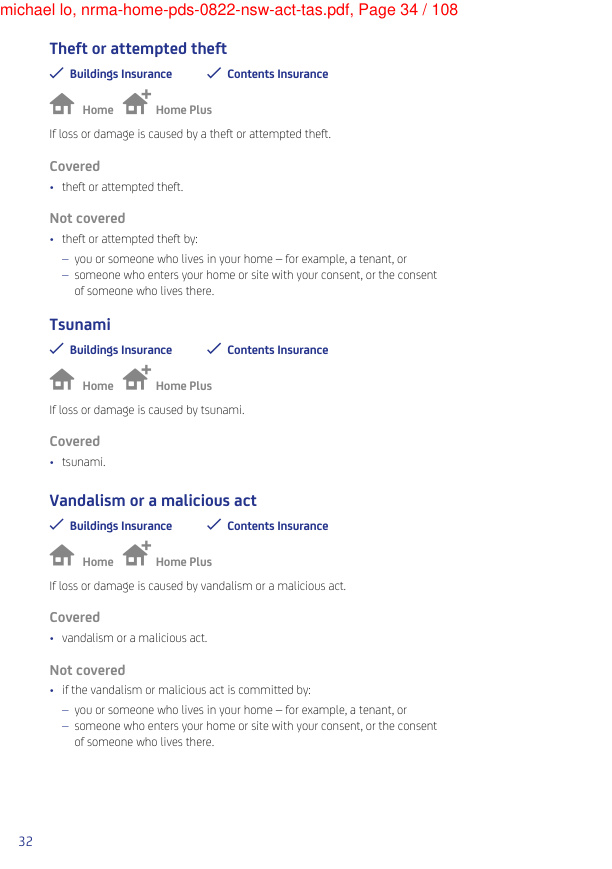 michael lo, nrma-home-pds-0822-nsw-act-tas.pdf, Page 34 / 108
Theft or attempted theft
Buildings Insurance Contents Insurance
Home Home Plus
If loss or damage is caused by a theft or attempted theft.
Covered
• theft or attempted theft.
Not covered
• theft or attempted theft by:
– you or someone who lives in your home – for example, a tenant, or
– someone who enters your home or site with your consent, or the consent
of someone who lives there.
Tsunami
Buildings Insurance Contents Insurance
Home Home Plus
If loss or damage is caused by tsunami.
Covered
• tsunami.
Vandalism or a malicious act
Buildings Insurance Contents Insurance
Home Home Plus
If loss or damage is caused by vandalism or a malicious act.
Covered
• vandalism or a malicious act.
Not covered
• if the vandalism or malicious act is committed by:
– you or someone who lives in your home – for example, a tenant, or
– someone who enters your home or site with your consent, or the consent
of someone who lives there.
32